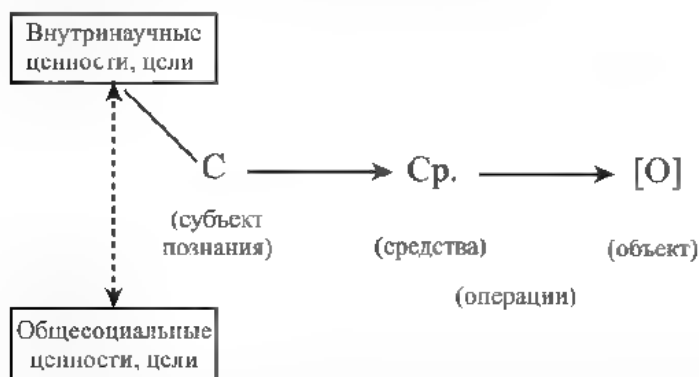 Внутринаучные
ценности, цели
С
Ср.
[О]
(субъект
познания)
(средства)
(объект)
(операции)
Общесоциальные
ценности, цели